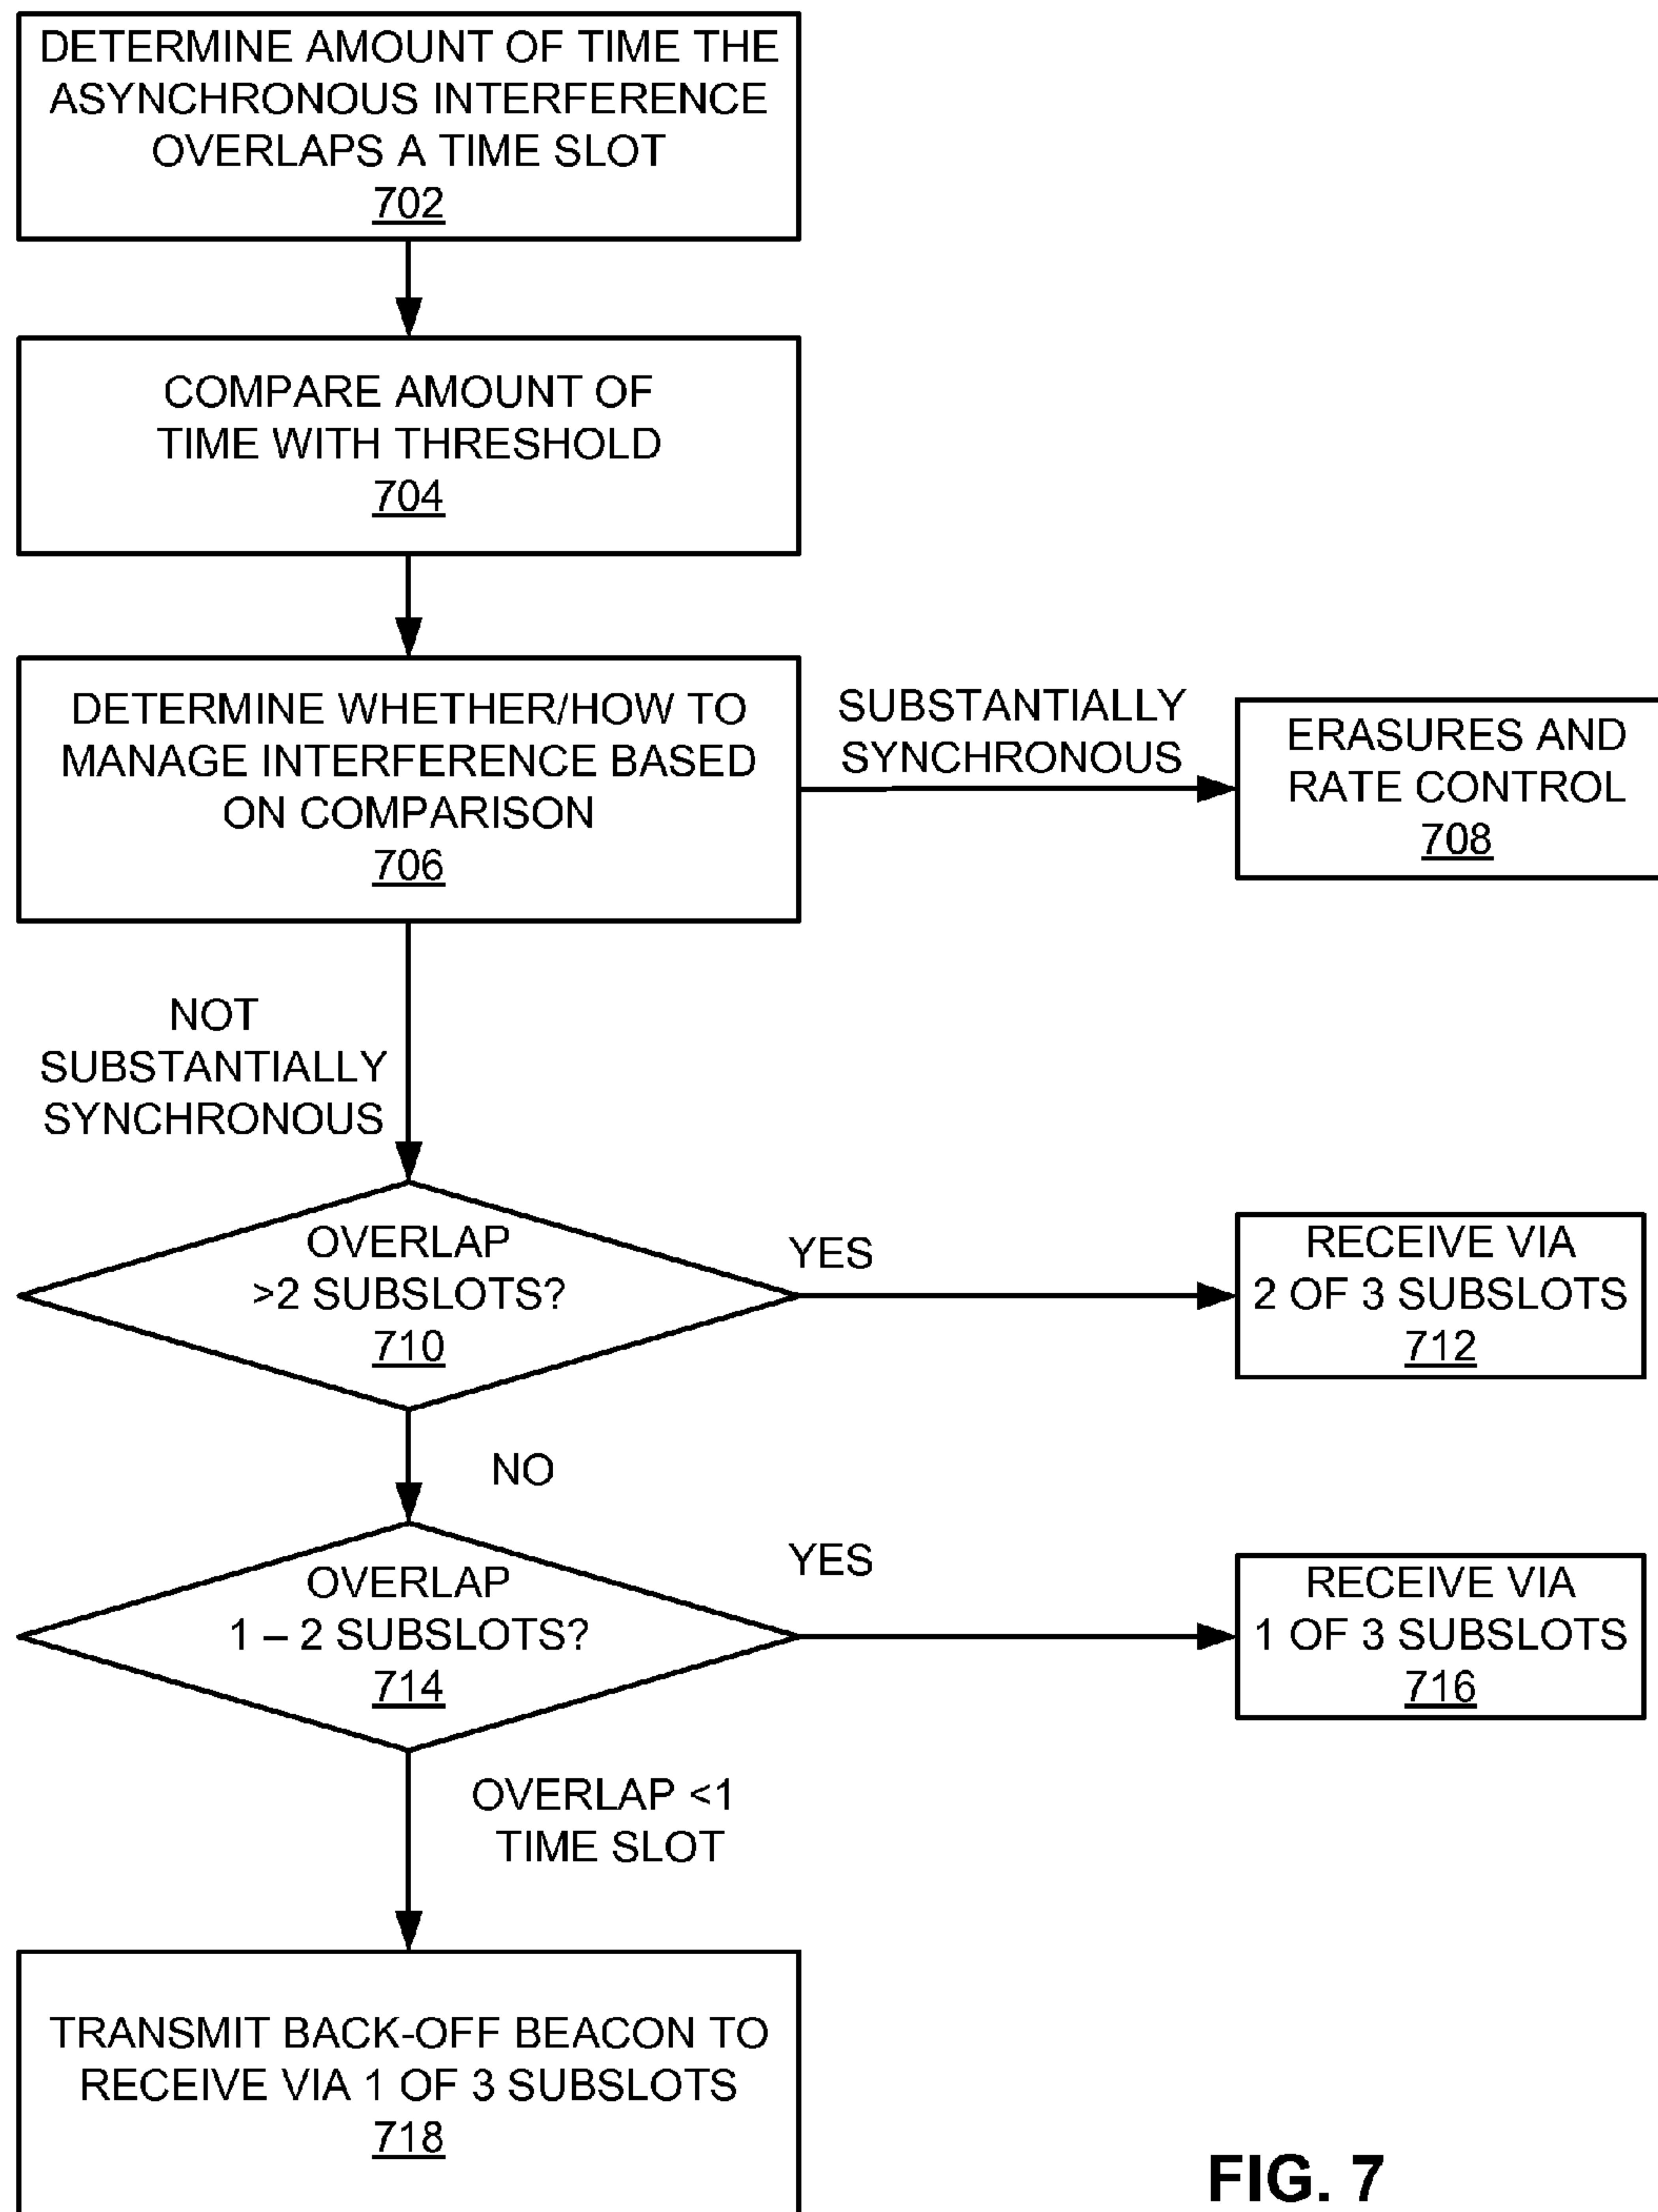 DETERMINE AMOUNT OF TIME THE
ASYNCHRONOUS INTERFERENCE
OVERLAPS A TIME SLOT
702
COMPARE AMOUNT OF
TIME WITH THRESHOLD
704
DETERMINE WHETHER/HOW TO
MANAGE INTERFERENCE BASED
ON COMPARISON
706
SUBSTANTIALLY
SYNCHRONOUS
ERASURES AND
RATE CONTROL
708
NOT
SUBSTANTIALLY
SYNCHRONOUS
OVERLAP
>2 SUBSLOTS?
710
YES
RECEIVE VIA
2 OF 3 SUBSLOTS
712
NO
OVERLAP
1 – 2 SUBSLOTS?
714
YES
RECEIVE VIA
1 OF 3 SUBSLOTS
716
OVERLAP <1
TIME SLOT
TRANSMIT BACK-OFF BEACON TO
RECEIVE VIA 1 OF 3 SUBSLOTS
718
FIG. 7